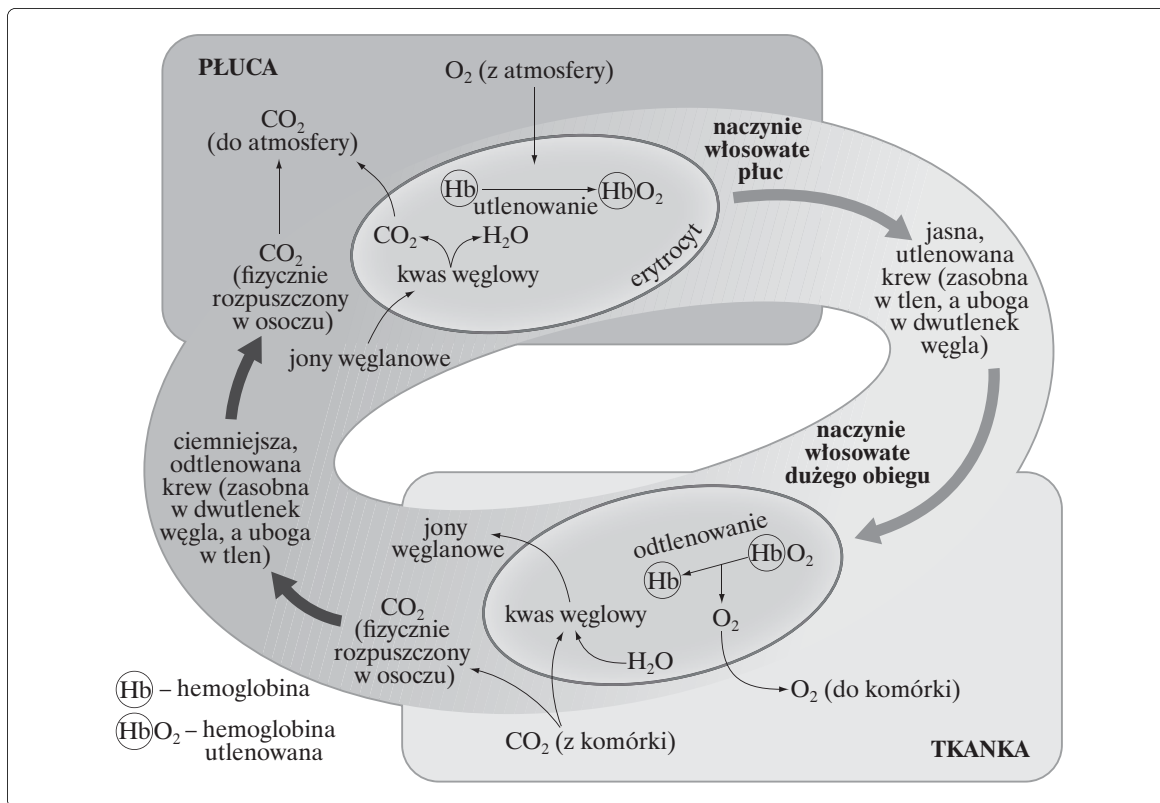 PŁUCA
O₂ (z atmosfery)
CO₂
(do atmosfery)
naczynie
włosowate
płuc
Hb
HbO₂
utlenowanie
CO₂
H₂O
kwas węglowy
erytrocyt
CO₂
(fizycznie
rozpuszczony
w osoczu)
jony węglanowe
jasna,
utlenowana
krew (zasobna
w tlen, a uboga
w dwutlenek
węgla)
ciemniejsza,
odtlenowana
krew (zasobna
w dwutlenek
węgla, a uboga
w tlen)
naczynie
włosowate
dużego obiegu
jony
węglanowe
odtlenowanie
HbO₂
Hb
O₂
kwas węglowy
H₂O
CO₂
(fizycznie
rozpuszczony
w osoczu)
O₂ (do komórki)
CO₂ (z komórki)
TKANKA
Hb – hemoglobina
HbO₂ – hemoglobina
utlenowana